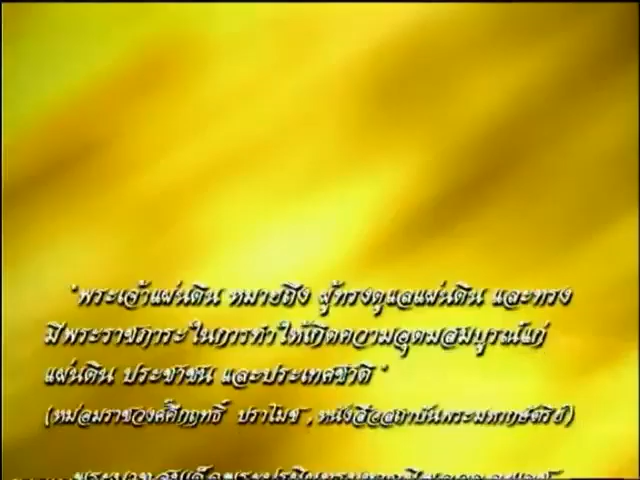 "พระเจ้าแผ่นดิน หมายถึง ผู้ทรงดูแลแผ่นดิน และทรง
มีพระราชภาระในการทำให้เกิดความอุดมสมบูรณ์แก่
แผ่นดิน ประชาชน และประเทศชาติ"
(หม่อมราชวงศ์คึกฤทธิ์ ปราโมช ,หนังสือสถาบันพระมหากษัตริย์)